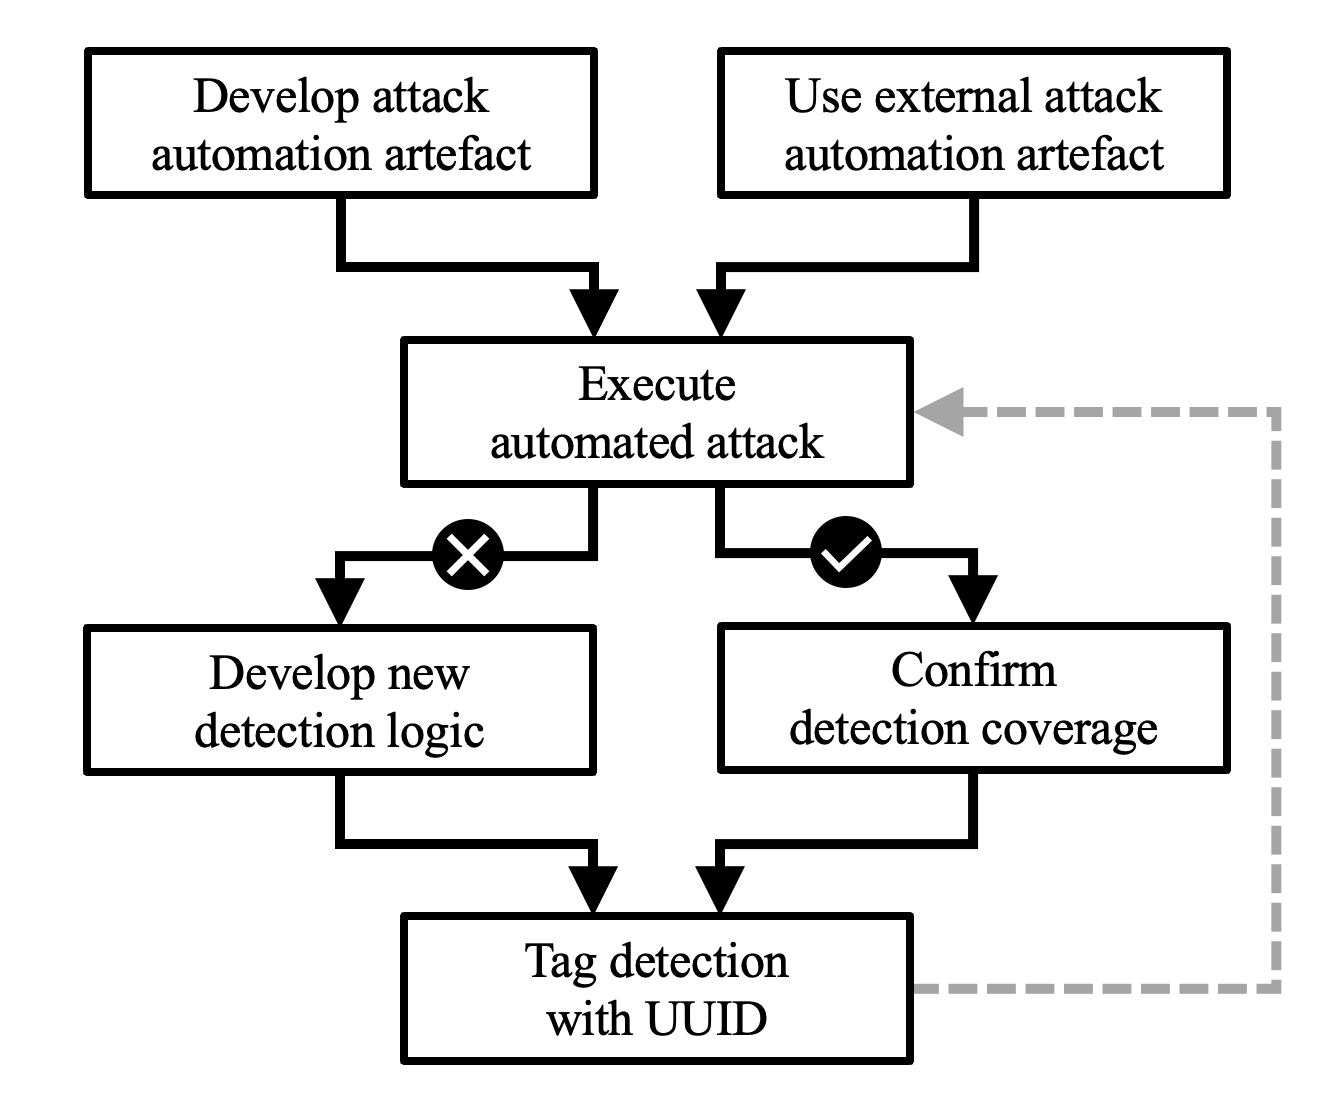 Develop attack
automation artefact
Use external attack
automation artefact
Execute
automated attack
Develop new
detection logic
Confirm
detection coverage
Tag detection
with UUID